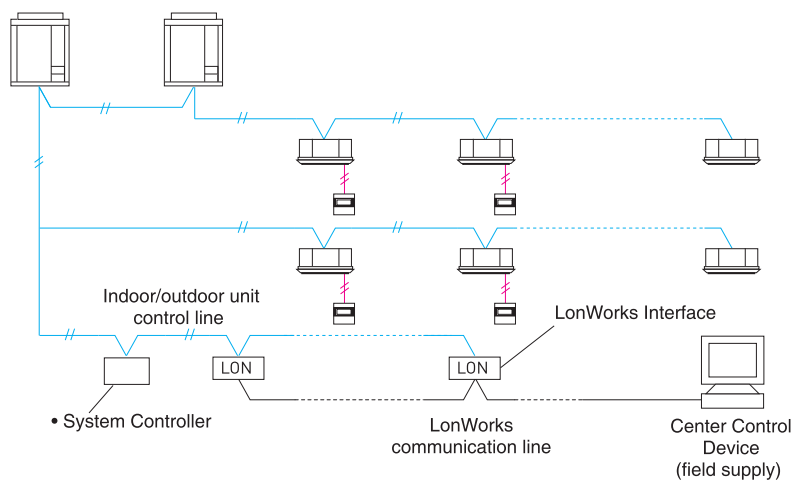 Indoor/outdoor unit
control line
LonWorks Interface
LON
LON
• System Controller
LonWorks
communication line
Center Control
Device
(field supply)